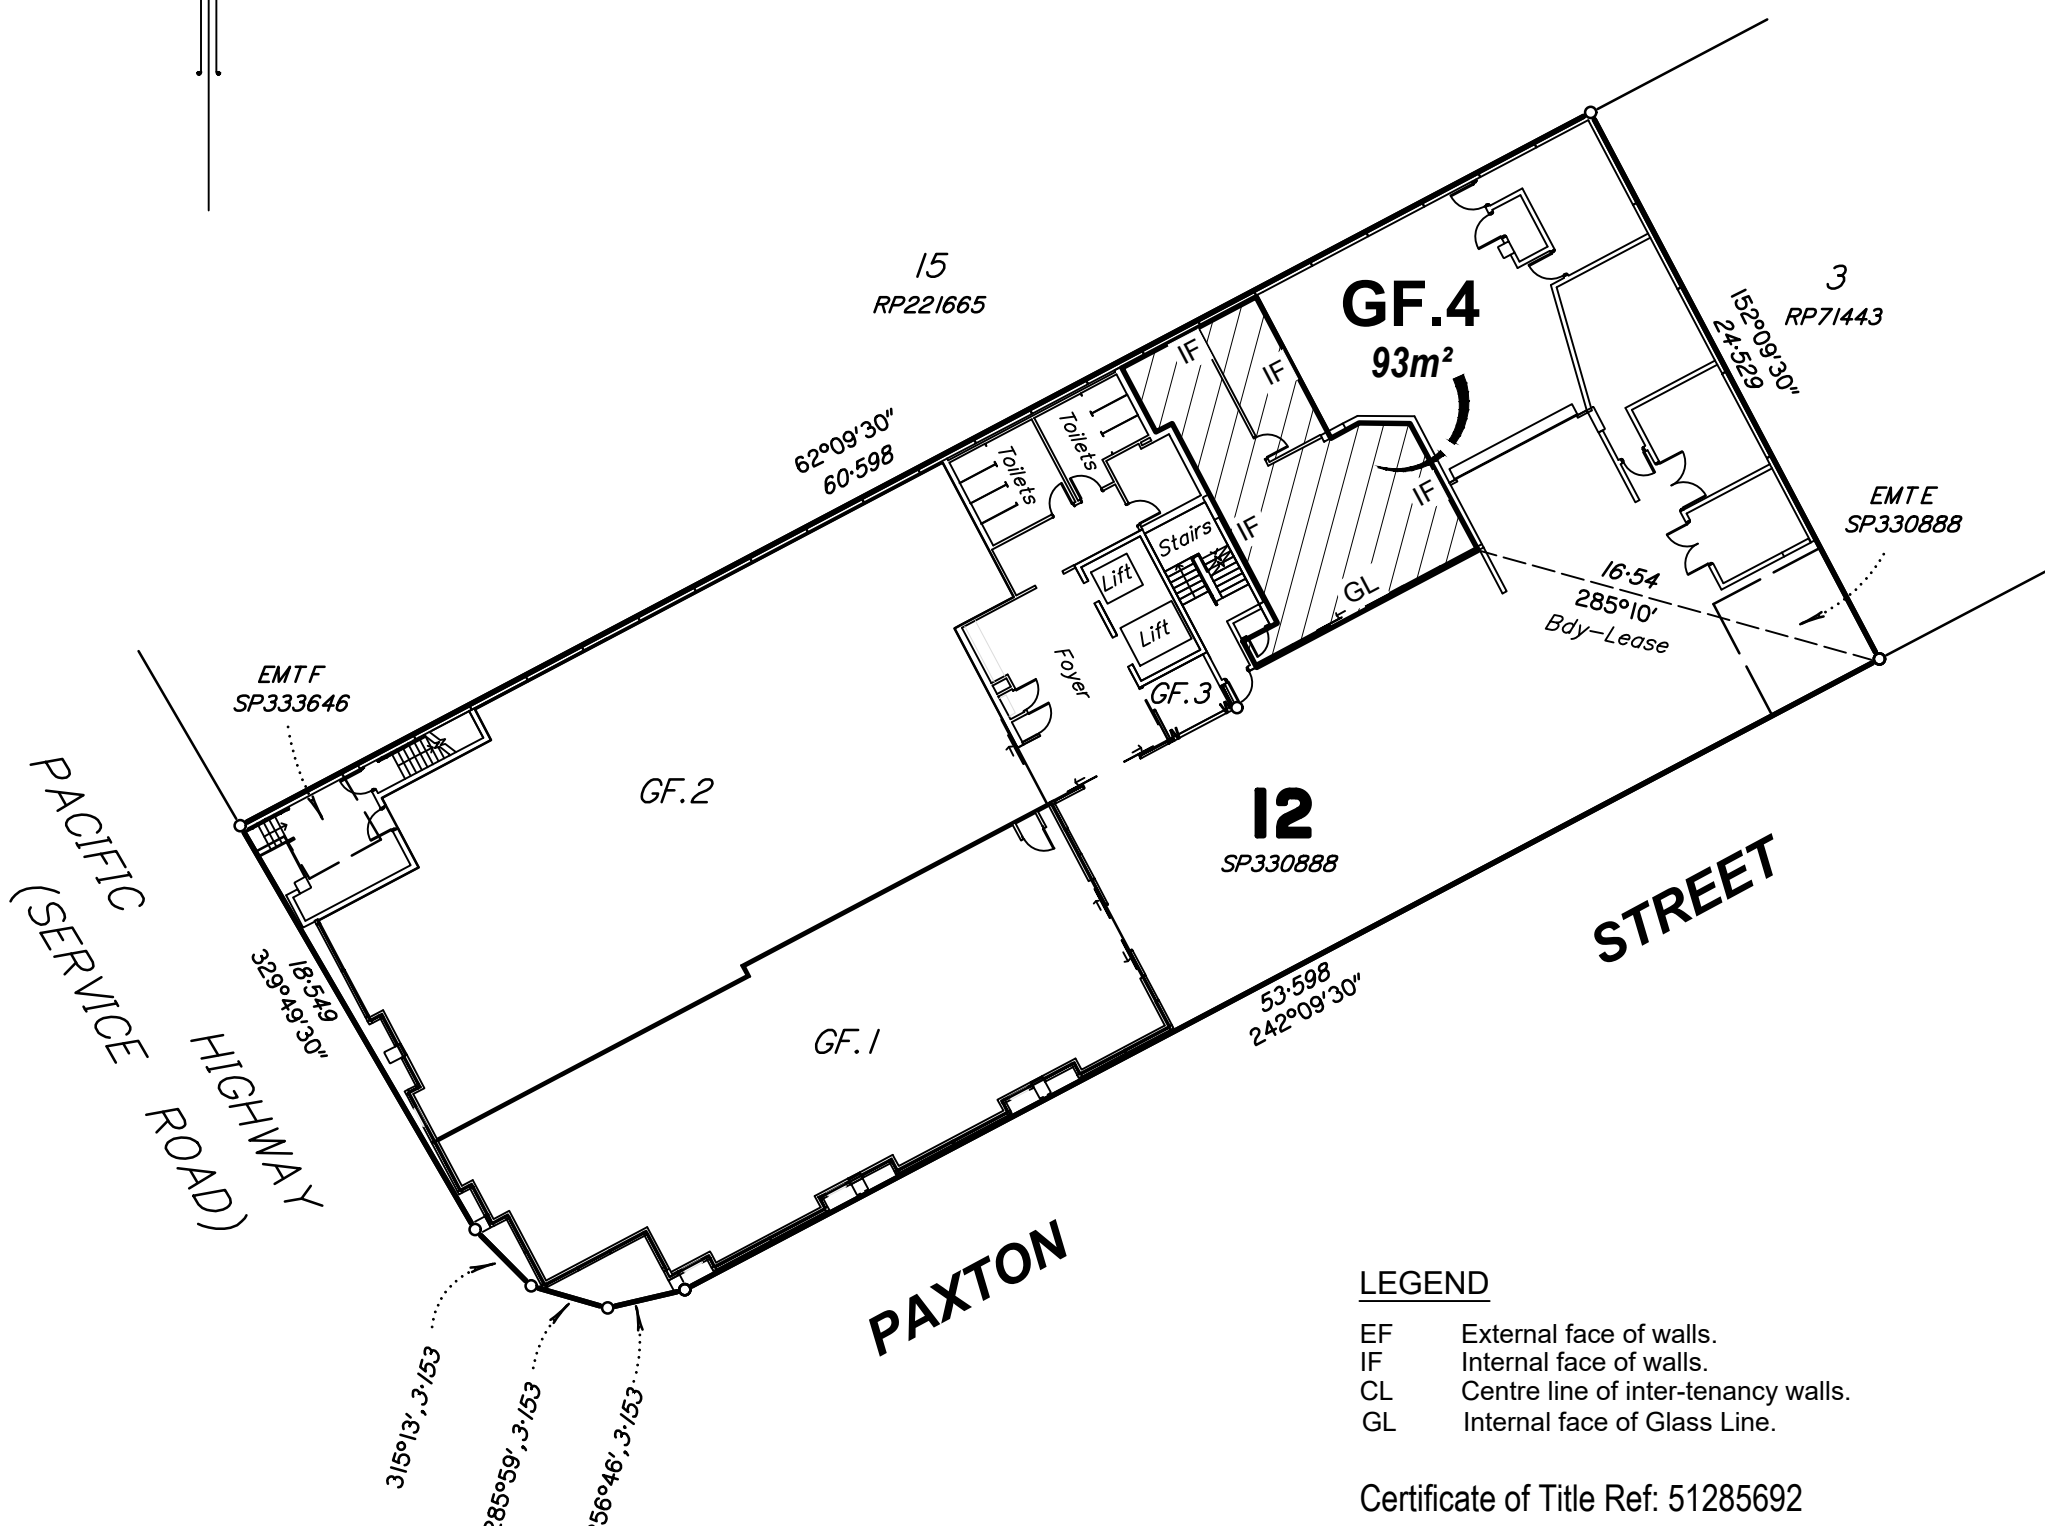 15
RP221665
3
RP71443
GF.4
93m²
152°09'30"
24·529
IF
IF
62°09'30"
60·598
Toilets
Toilets
IF
IF
EMT E
SP330888
Stairs
Lift
GL
16·54
285°10'
Bdy-Lease
Lift
Foyer
GF.3
EMT F
SP333646
PACIFIC
HIGHWAY
(SERVICE ROAD)
GF.2
12
SP330888
STREET
18·549
329°49'30"
53·598
242°09'30"
GF.1
PAXTON
315°13',3·153
285°59',3·153
256°46',3·153
LEGEND
EF External face of walls.
IF Internal face of walls.
CL Centre line of inter-tenancy walls.
GL Internal face of Glass Line.
Certificate of Title Ref: 51285692